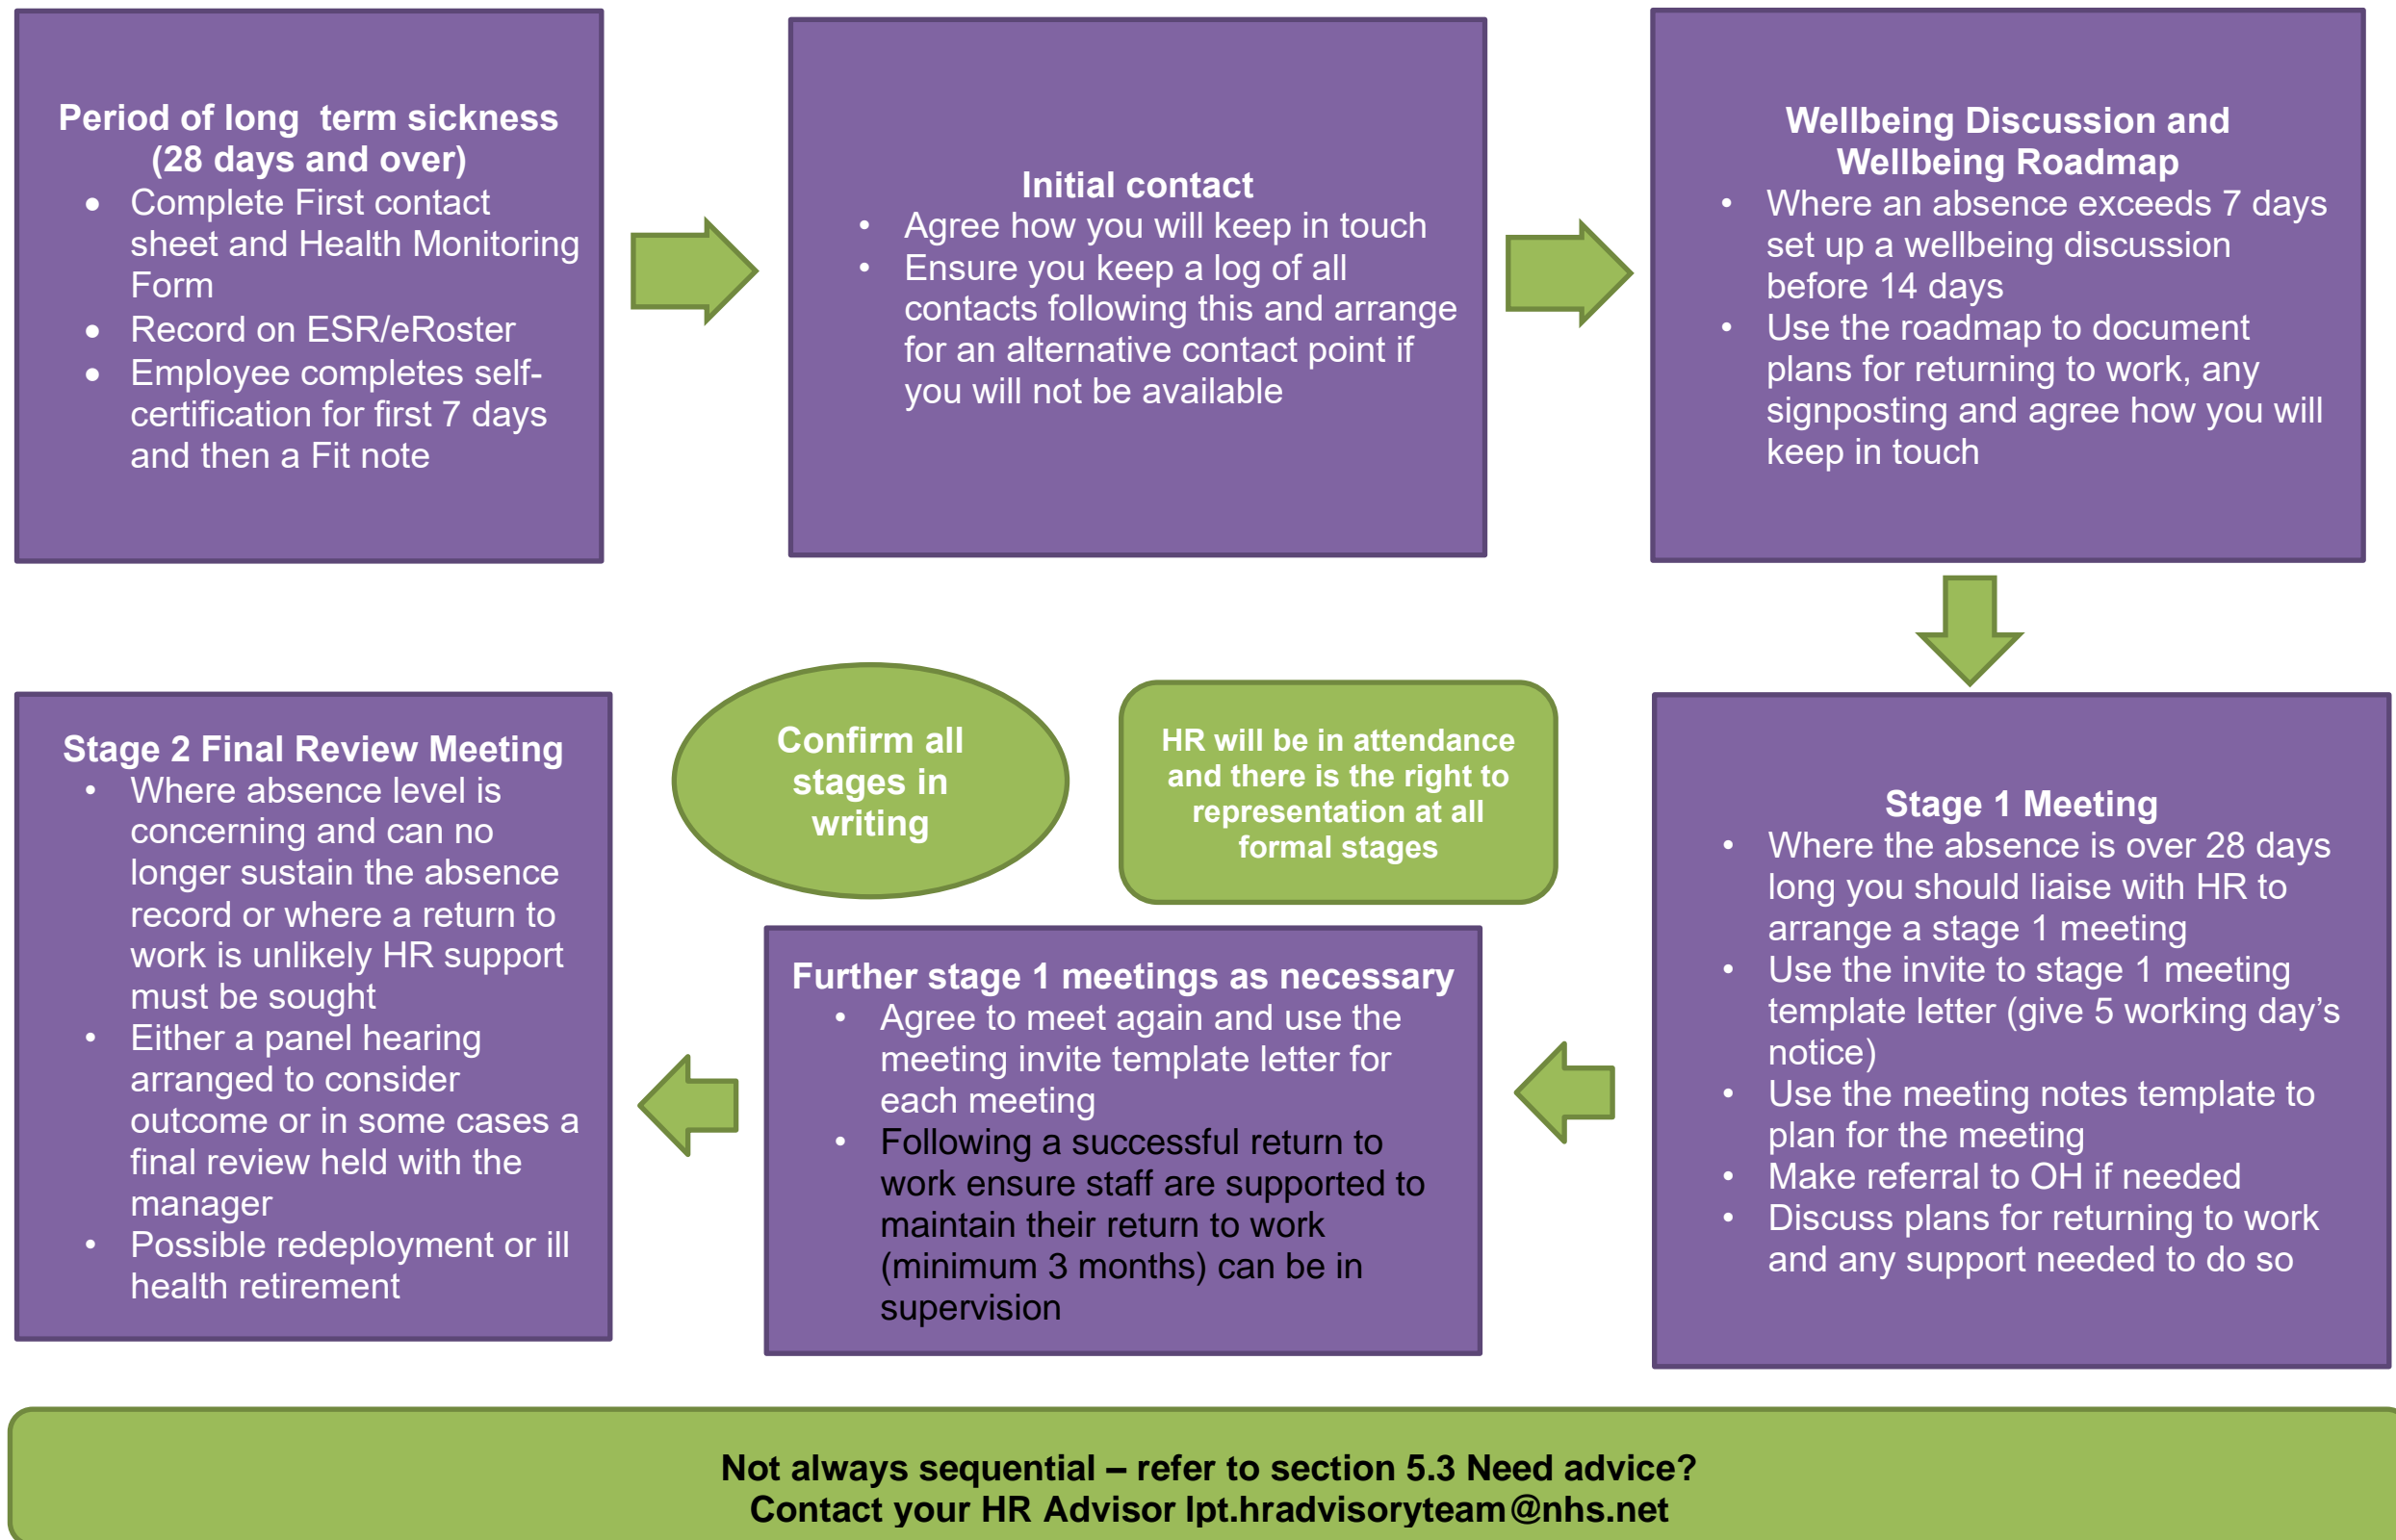 Period of long  term sickness
(28 days and over)
• Complete First contact
sheet and Health Monitoring
Form
• Record on ESR/eRoster
• Employee completes self-
certification for first 7 days
and then a Fit note
Initial contact
• Agree how you will keep in touch
• Ensure you keep a log of all
contacts following this and arrange
for an alternative contact point if
you will not be available
Wellbeing Discussion and
Wellbeing Roadmap
• Where an absence exceeds 7 days
set up a wellbeing discussion
before 14 days
• Use the roadmap to document
plans for returning to work, any
signposting and agree how you will
keep in touch
Stage 1 Meeting
• Where the absence is over 28 days
long you should liaise with HR to
arrange a stage 1 meeting
• Use the invite to stage 1 meeting
template letter (give 5 working day’s
notice)
• Use the meeting notes template to
plan for the meeting
• Make referral to OH if needed
• Discuss plans for returning to work
and any support needed to do so
HR will be in attendance
and there is the right to
representation at all
formal stages
Confirm all
stages in
writing
Further stage 1 meetings as necessary
• Agree to meet again and use the
meeting invite template letter for
each meeting
• Following a successful return to
work ensure staff are supported to
maintain their return to work
(minimum 3 months) can be in
supervision
Stage 2 Final Review Meeting
• Where absence level is
concerning and can no
longer sustain the absence
record or where a return to
work is unlikely HR support
must be sought
• Either a panel hearing
arranged to consider
outcome or in some cases a
final review held with the
manager
• Possible redeployment or ill
health retirement
Not always sequential – refer to section 5.3 Need advice?
Contact your HR Advisor lpt.hradvisoryteam@nhs.net